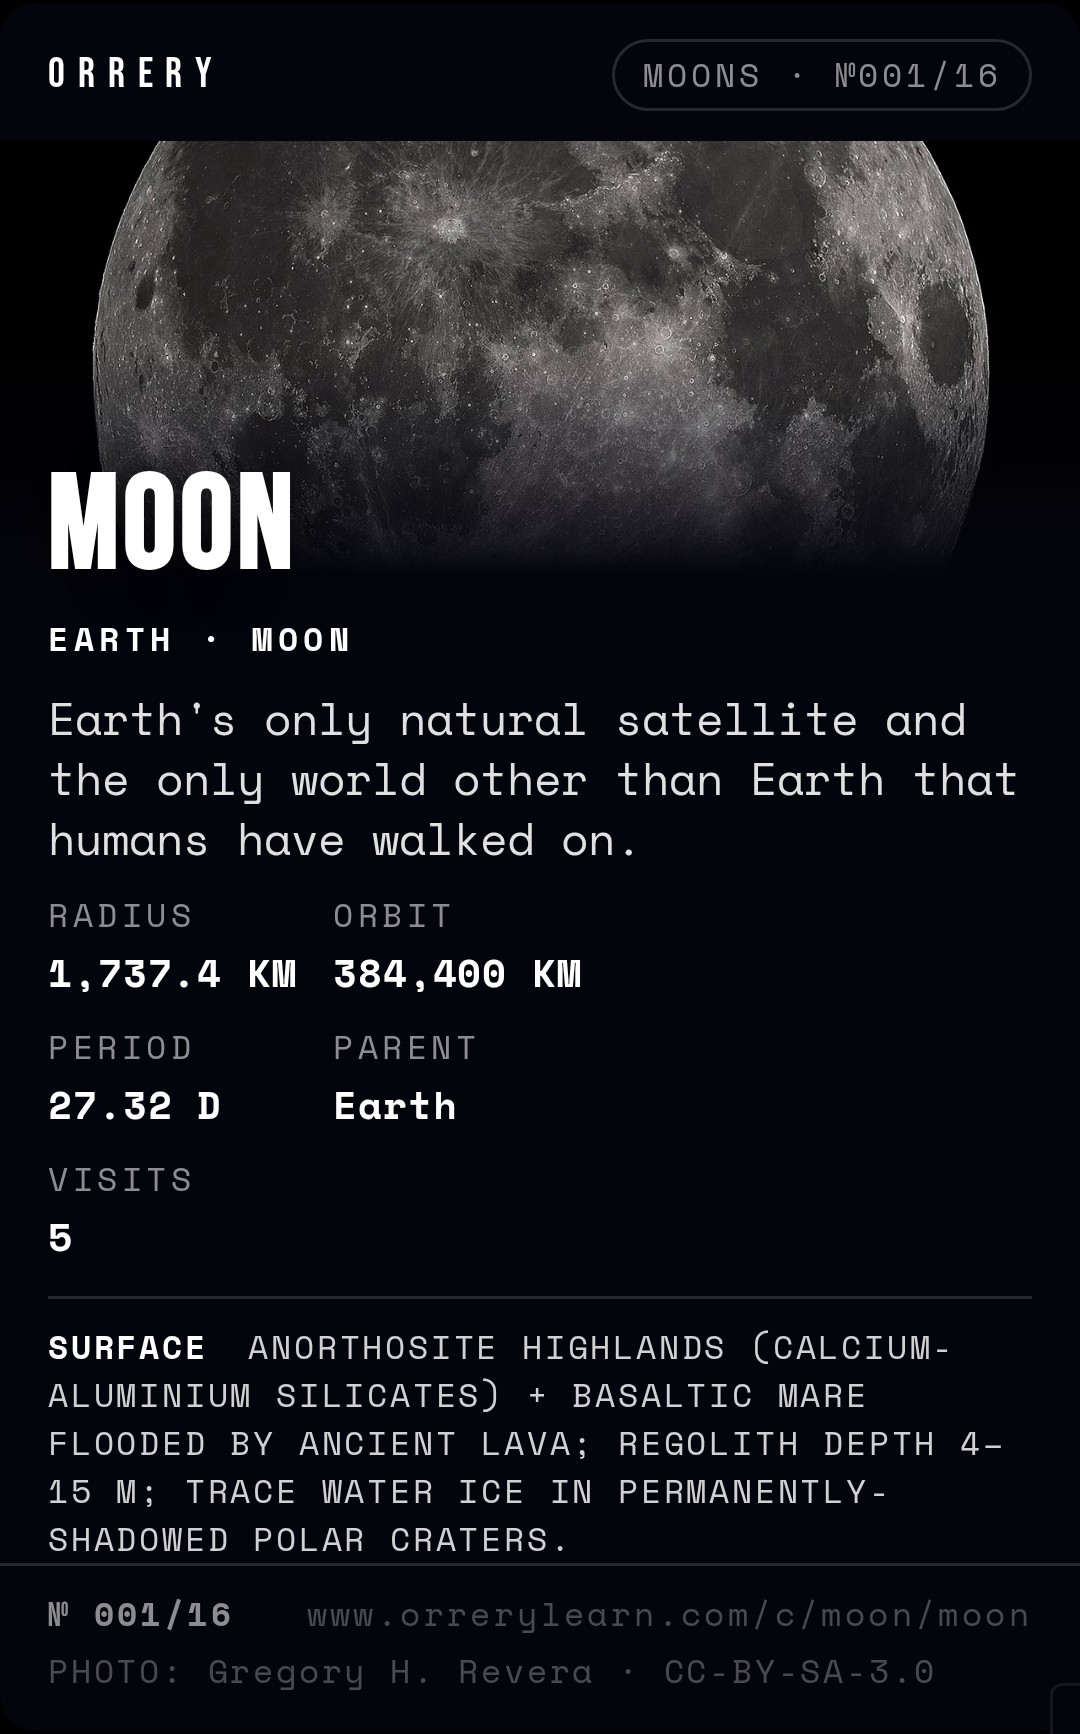 ORRERY
MOONS · №001/16
MOON
EARTH · MOON
Earth's only natural satellite and
the only world other than Earth that
humans have walked on.
RADIUS ORBIT
1,737.4 KM 384,400 KM
PERIOD PARENT
27.32 D Earth
VISITS
5
SURFACE ANORTHOSITE HIGHLANDS (CALCIUM-
ALUMINIUM SILICATES) + BASALTIC MARE
FLOODED BY ANCIENT LAVA; REGOLITH DEPTH 4–
15 M; TRACE WATER ICE IN PERMANENTLY-
SHADOWED POLAR CRATERS.
№ 001/16 www.orrerylearn.com/c/moon/moon
PHOTO: Gregory H. Revera · CC-BY-SA-3.0